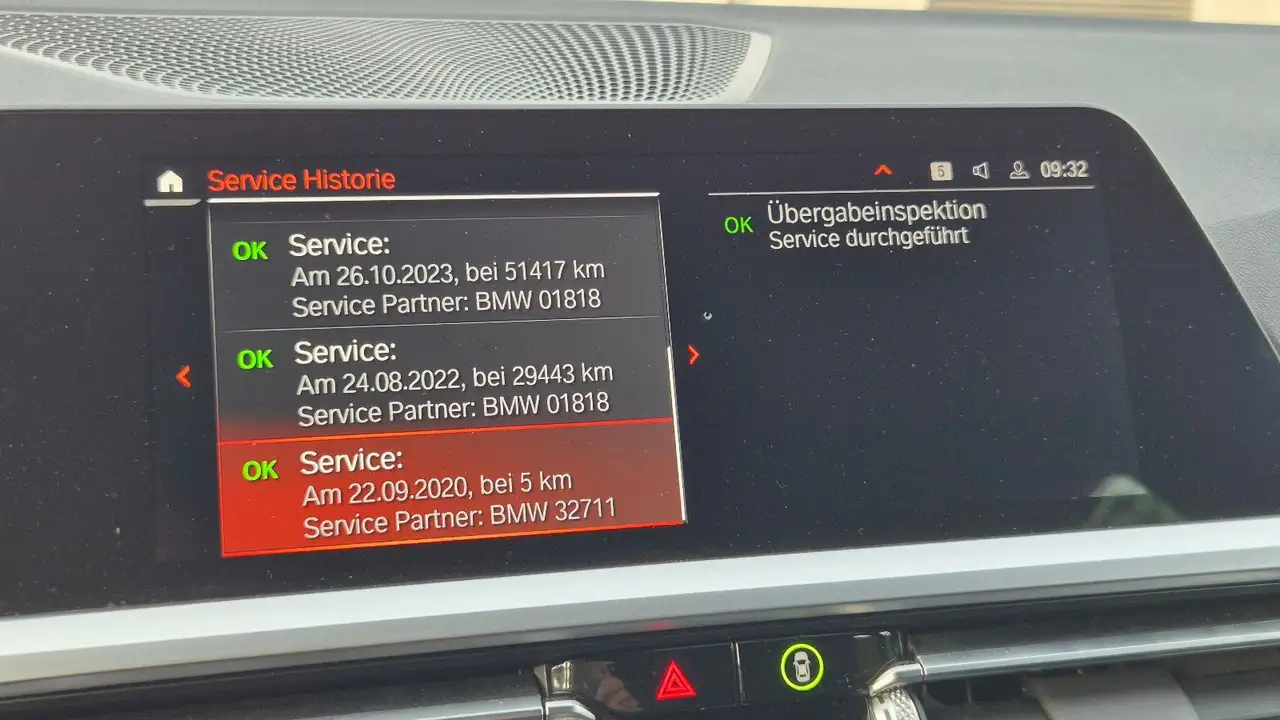 Service Historie
5
09:32
OK
Service:
Am 26.10.2023, bei 51417 km
Service Partner: BMW 01818
OK
Service:
Am 24.08.2022, bei 29443 km
Service Partner: BMW 01818
OK
Service:
Am 22.09.2020, bei 5 km
Service Partner: BMW 32711
OK
Übergabeinspektion
Service durchgeführt